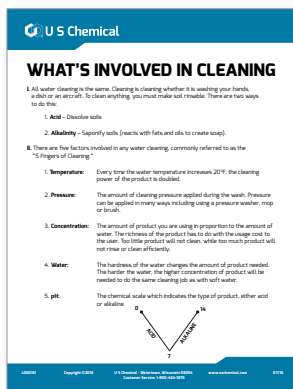 U S Chemical
WHAT'S INVOLVED IN CLEANING
I. All water cleaning is the same. Cleaning is cleaning whether it is washing your hands,
a dish or an aircraft. To clean anything, you must make soil rinsable. There are two ways
to do this:
1. Acid – Dissolve soils
2. Alkalinity – Saponify soils (reacts with fats and oils to create soap).
II. There are five factors involved in any water cleaning, commonly referred to as the
"5 Fingers of Cleaning."
1. Temperature: Every time the water temperature increases 20°F, the cleaning
power of the product is doubled.
2. Pressure: The amount of cleaning pressure applied during the wash. Pressure
can be applied in many ways including using a pressure washer, mop
or brush.
3. Concentration: The amount of product you are using in proportion to the amount of
water. The richness of the product has to do with the usage cost to
the user. Too little product will not clean, while too much product will
not rinse or clean efficiently.
4. Water: The hardness of the water changes the amount of product needed.
The harder the water, the higher concentration of product will be
needed to do the same cleaning job as with soft water.
5. pH: The chemical scale which indicates the type of product, either acid
or alkaline.
0 14
ACID ALKALINE
7
Copyright ©2016 U S Chemical - Watertown, Wisconsin 53094 www.uschemical.com 07/16
Customer Service: 1-800-424-1075